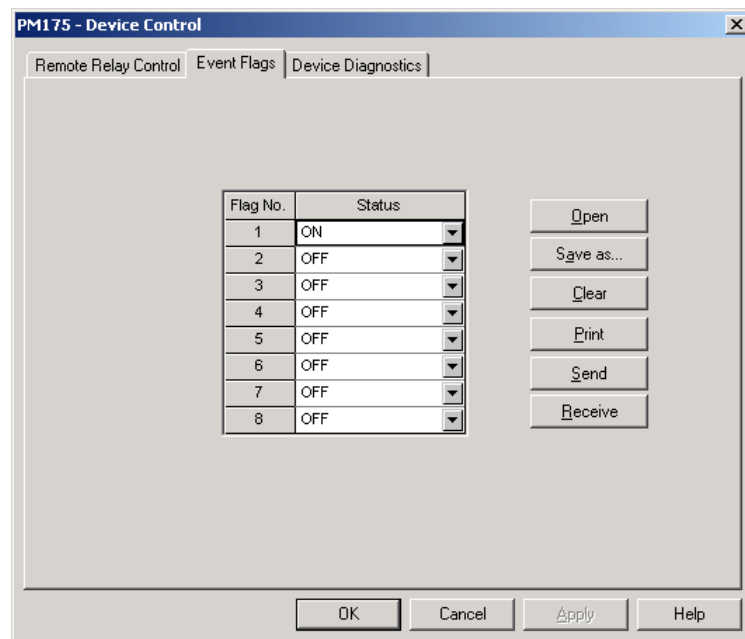 PM175 - Device Control
Remote Relay Control Event Flags Device Diagnostics
Flag No. Status
1 ON
2 OFF
3 OFF
4 OFF
5 OFF
6 OFF
7 OFF
8 OFF
Open
Save as...
Clear
Print
Send
Receive
OK Cancel Apply Help